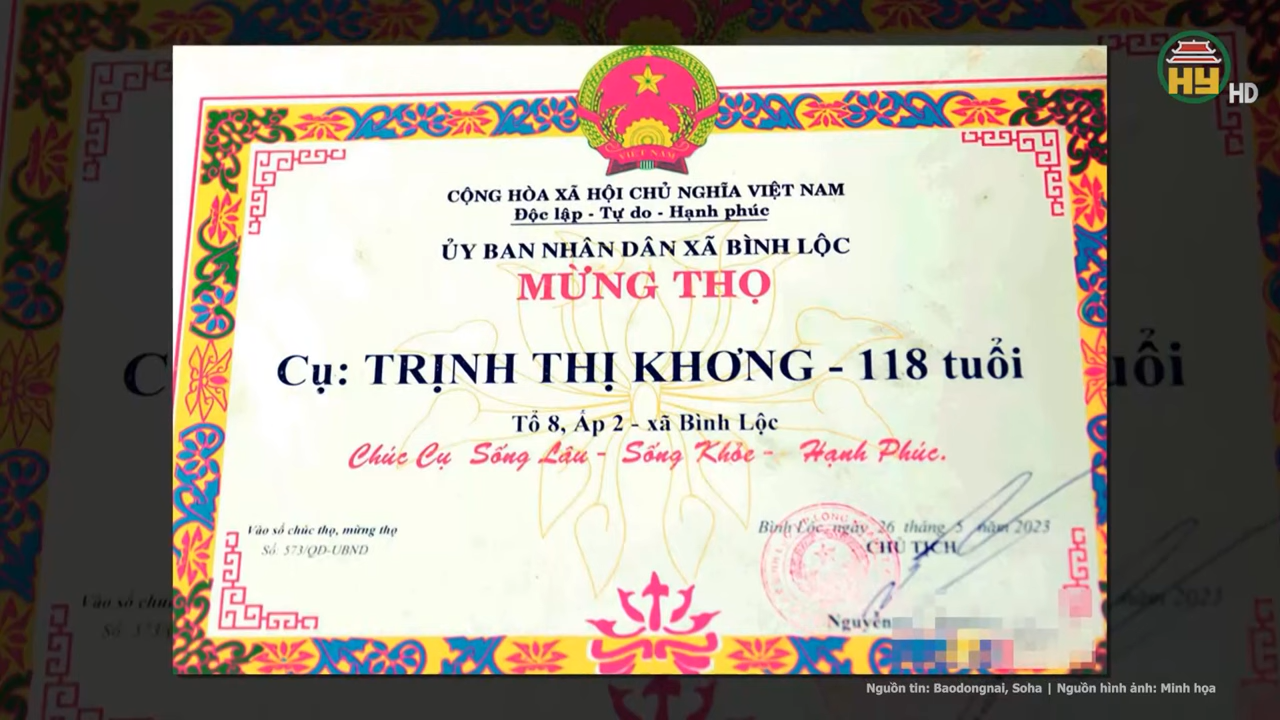 HY HD
VIỆT NAM
CỘNG HÒA XÃ HỘI CHỦ NGHĨA VIỆT NAM
Độc lập - Tự do - Hạnh phúc
ỦY BAN NHÂN DÂN XÃ BÌNH LỘC
MỪNG THỌ
Cụ: TRỊNH THỊ KHƠNG - 118 tuổi
Tổ 8, Ấp 2 - xã Bình Lộc
Chúc Cụ Sống Lâu - Sống Khỏe - Hạnh Phúc.
Vào sổ chúc thọ, mừng thọ
Số 573/QĐ-UBND
Bình Lộc, ngày 26 tháng 5 năm 2023
CHỦ TỊCH
Nguyễn
Nguồn tin: Baodongnai, Soha | Nguồn hình ảnh: Minh họa